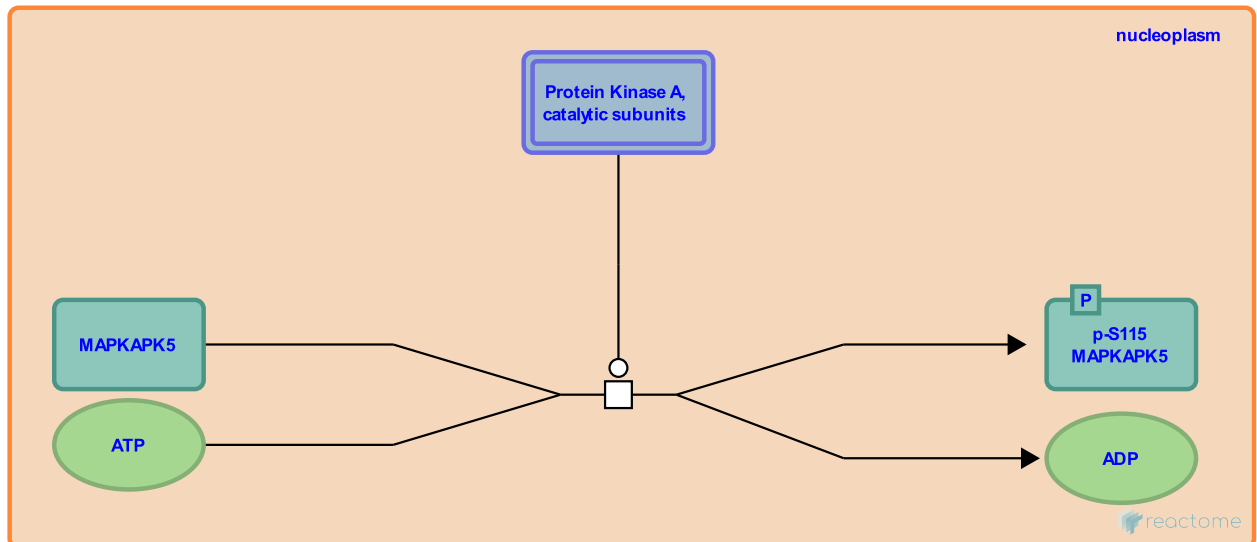 nucleoplasm
Protein Kinase A,
catalytic subunits
MAPKAPK5
P
p-S115
MAPKAPK5
ATP
ADP
reactome